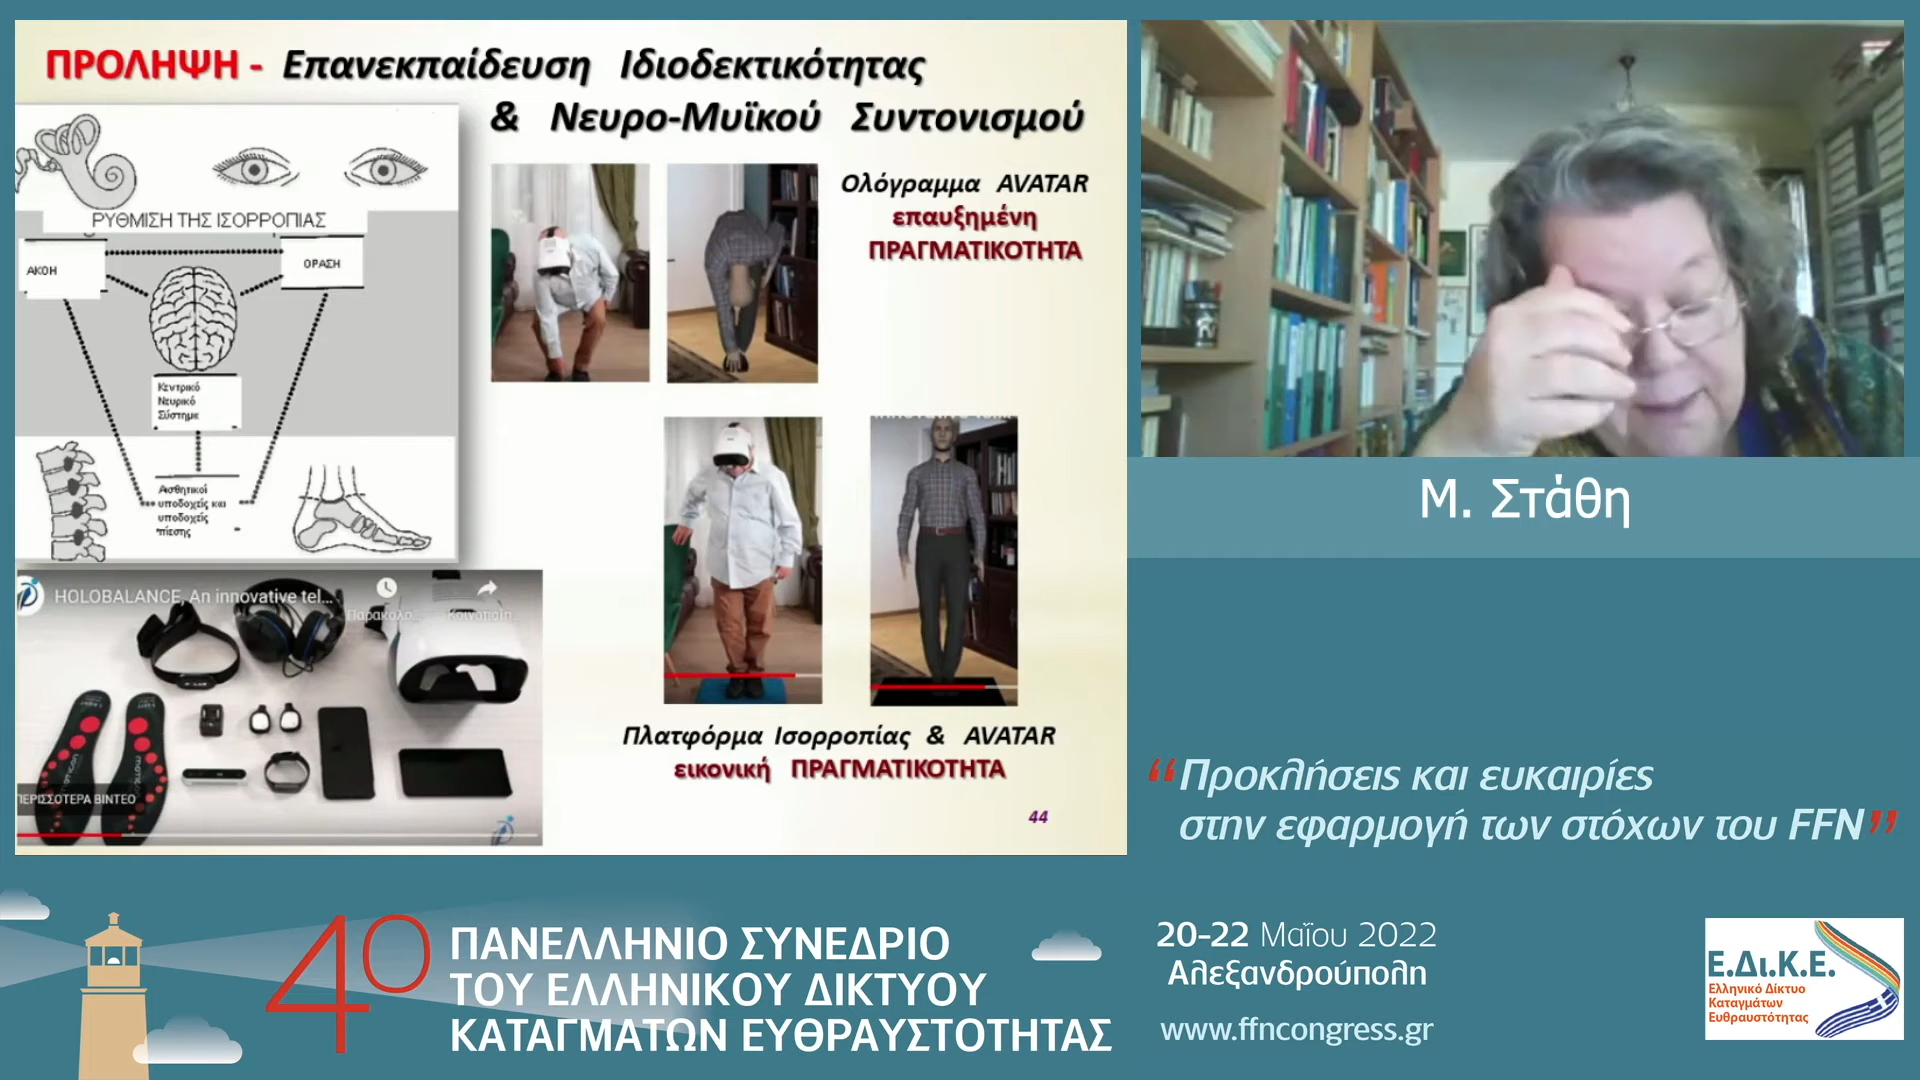 ΠΡΟΛΗΨΗ - Επανεκπαίδευση Ιδιοδεκτικότητας
& Νευρο-Μυϊκού Συντονισμού
ΡΥΘΜΙΣΗ ΤΗΣ ΙΣΟΡΡΟΠΙΑΣ
ΑΚΟΗ
ΟΡΑΣΗ
Κεντρικό
Νευρικό
Σύστημε
Αισθητικοί
υποδοχείς και
υποδοχείς
πίεσης
Ολόγραμμα AVATAR
επαυξημένη
ΠΡΑΓΜΑΤΙΚΟΤΗΤΑ
HOLOBALANCE, An innovative tel...
Παρακολο...
Κοινοποίη...
ΠΕΡΙΣΣΟΤΕΡΑ ΒΙΝΤΕΟ
Πλατφόρμα Ισορροπίας & AVATAR
εικονική ΠΡΑΓΜΑΤΙΚΟΤΗΤΑ
44
Μ. Στάθη
“Προκλήσεις και ευκαιρίες
στην εφαρμογή των στόχων του FFN”
4ο ΠΑΝΕΛΛΗΝΙΟ ΣΥΝΕΔΡΙΟ
ΤΟΥ ΕΛΛΗΝΙΚΟΥ ΔΙΚΤΥΟΥ
ΚΑΤΑΓΜΑΤΩΝ ΕΥΘΡΑΥΣΤΟΤΗΤΑΣ
20-22 Μαΐου 2022
Αλεξανδρούπολη
www.ffncongress.gr
Ε.Δι.Κ.Ε.
Ελληνικό Δίκτυο
Καταγμάτων
Ευθραυστότητας